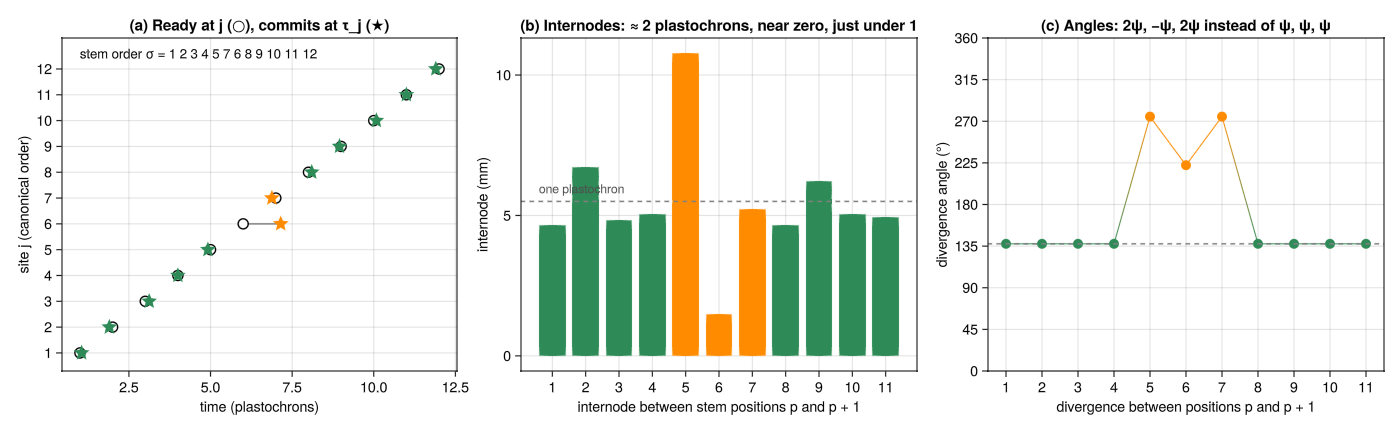 (a) Ready at j (○), commits at τ_j (★)
stem order σ = 1 2 3 4 5 7 6 8 9 10 11 12
site j (canonical order)
12
11
10
9
8
7
6
5
4
3
2
1
2.5 5.0 7.5 10.0 12.5
time (plastochrons)
(b) Internodes: ≈ 2 plastochrons, near zero, just under 1
internode (mm)
10
5
0
one plastochron
1 2 3 4 5 6 7 8 9 10 11
internode between stem positions p and p + 1
(c) Angles: 2ψ, −ψ, 2ψ instead of ψ, ψ, ψ
divergence angle (°)
360
315
270
225
180
135
90
45
0
1 2 3 4 5 6 7 8 9 10 11
divergence between positions p and p + 1